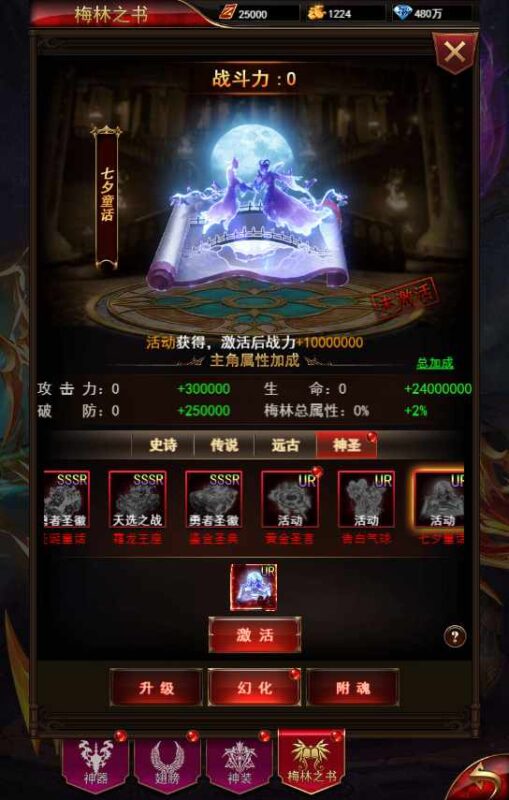 梅林之书
25000
1224
480万
战斗力：0
七夕童话
未激活
活动获得，激活后战力+10000000
主角属性加成
总加成
攻 击 力：0 +300000 生 命：0 +24000000
破 防：0 +250000 梅林总属性：0% +2%
史诗 传说 远古 神圣
SSSR SSSR SSSR UR UR UR
勇者圣徽 天选之战 勇者圣徽 活动 活动 活动
霜龙王座 鎏金圣典 黄金圣言 告白气球 七夕童话
UR
激 活
?
升 级 幻 化 附 魂
神器 翅膀 神装 梅林之书